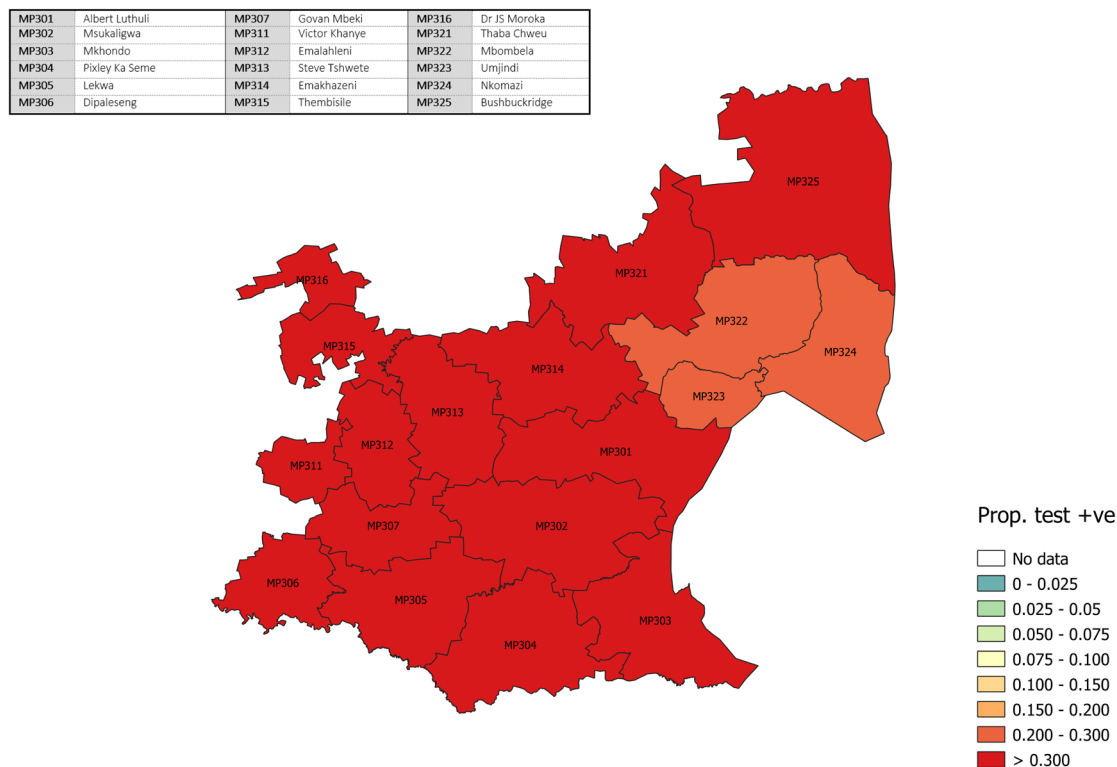 MP301 Albert Luthuli MP307 Govan Mbeki MP316 Dr JS Moroka
MP302 Msukaligwa MP311 Victor Khanye MP321 Thaba Chweu
MP303 Mkhondo MP312 Emalahleni MP322 Mbombela
MP304 Pixley Ka Seme MP313 Steve Tshwete MP323 Umjindi
MP305 Lekwa MP314 Emakhazeni MP324 Nkomazi
MP306 Dipaleseng MP315 Thembisile MP325 Bushbuckridge
MP325
MP321
MP316
MP322
MP315
MP324
MP314
MP323
MP313
MP312
MP301
MP311
MP307
MP302
MP306
MP305
MP303
MP304
Prop. test +ve
No data
0 - 0.025
0.025 - 0.05
0.050 - 0.075
0.075 - 0.100
0.100 - 0.150
0.150 - 0.200
0.200 - 0.300
> 0.300